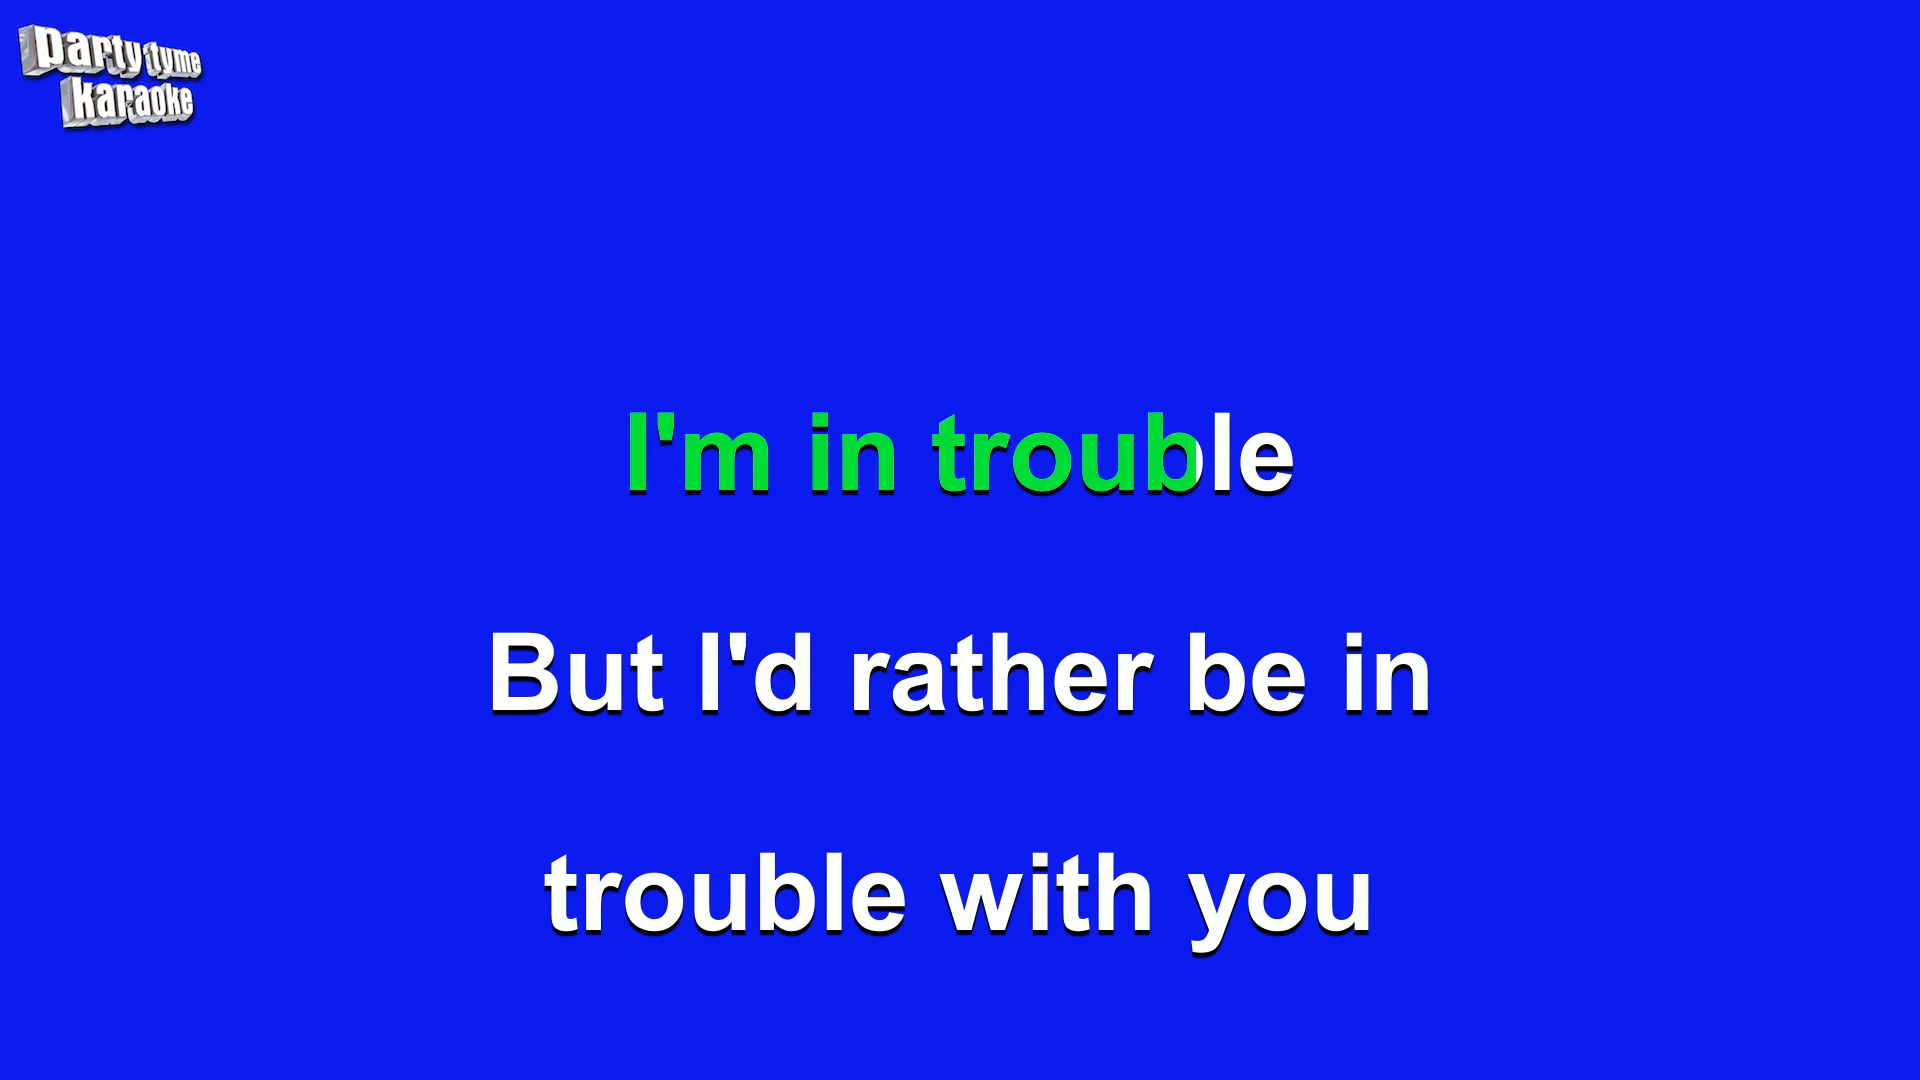 party tyme
karaoke
I'm in trouble
But I'd rather be in
trouble with you